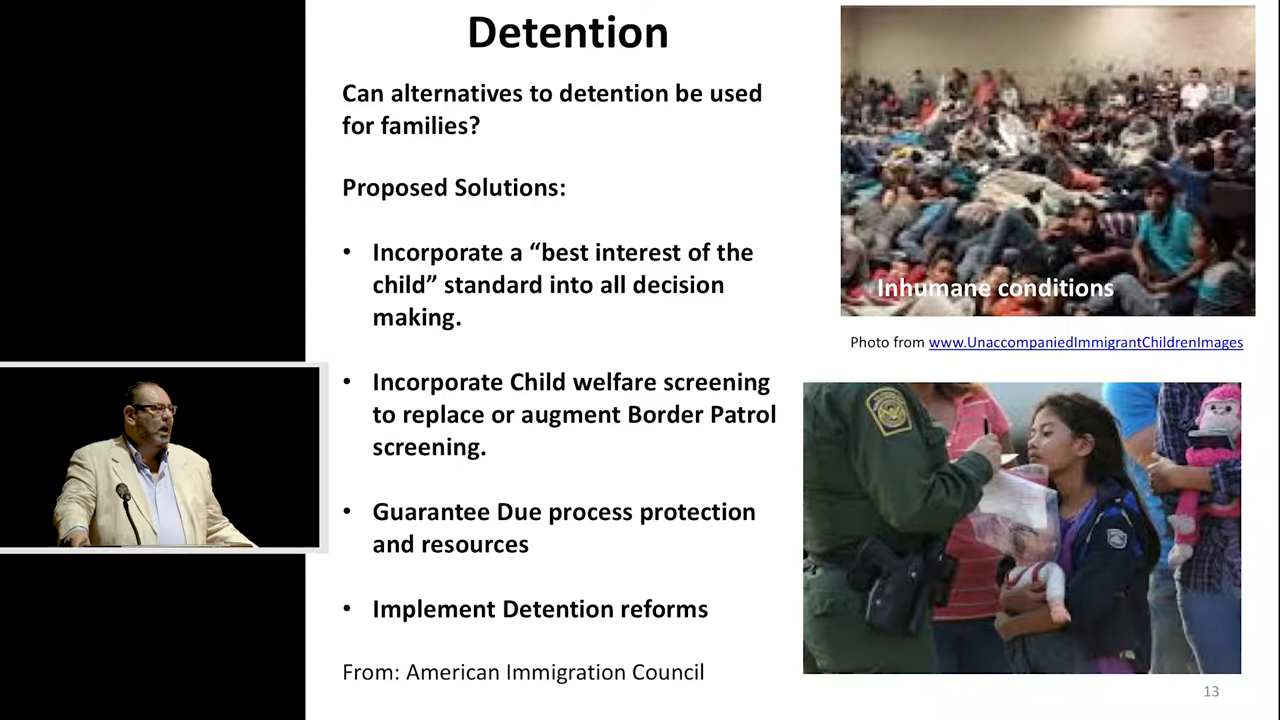 Detention
Can alternatives to detention be used
for families?
Proposed Solutions:
• Incorporate a “best interest of the
child” standard into all decision
making.
• Incorporate Child welfare screening
to replace or augment Border Patrol
screening.
• Guarantee Due process protection
and resources
• Implement Detention reforms
From: American Immigration Council
Inhumane conditions
Photo from www.UnaccompaniedImmigrantChildrenImages
13